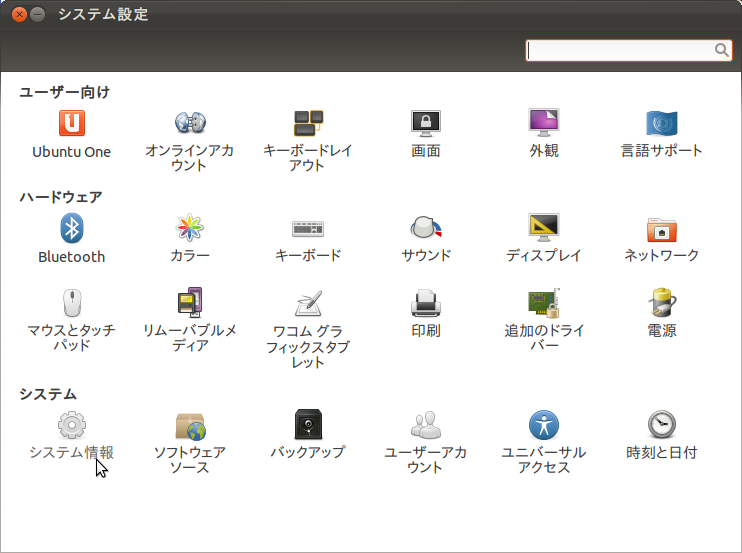 システム設定
ユーザー向け
Ubuntu One
オンラインアカ
ウント
キーボードレイ
アウト
画面
外観
言語サポート
ハードウェア
Bluetooth
カラー
キーボード
サウンド
ディスプレイ
ネットワーク
マウスとタッチ
パッド
リムーバブルメ
ディア
ワコム グラ
フィックスタブ
レット
印刷
追加のドライ
バー
電源
システム
システム情報
ソフトウェア
ソース
バックアップ
ユーザーアカ
ウント
ユニバーサル
アクセス
時刻と日付